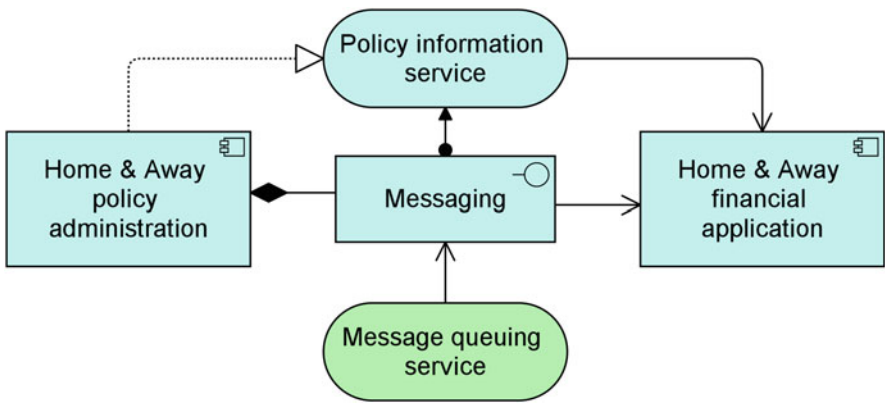 Policy information
service
Home & Away
policy
administration
Messaging
Home & Away
financial
application
Message queuing
service